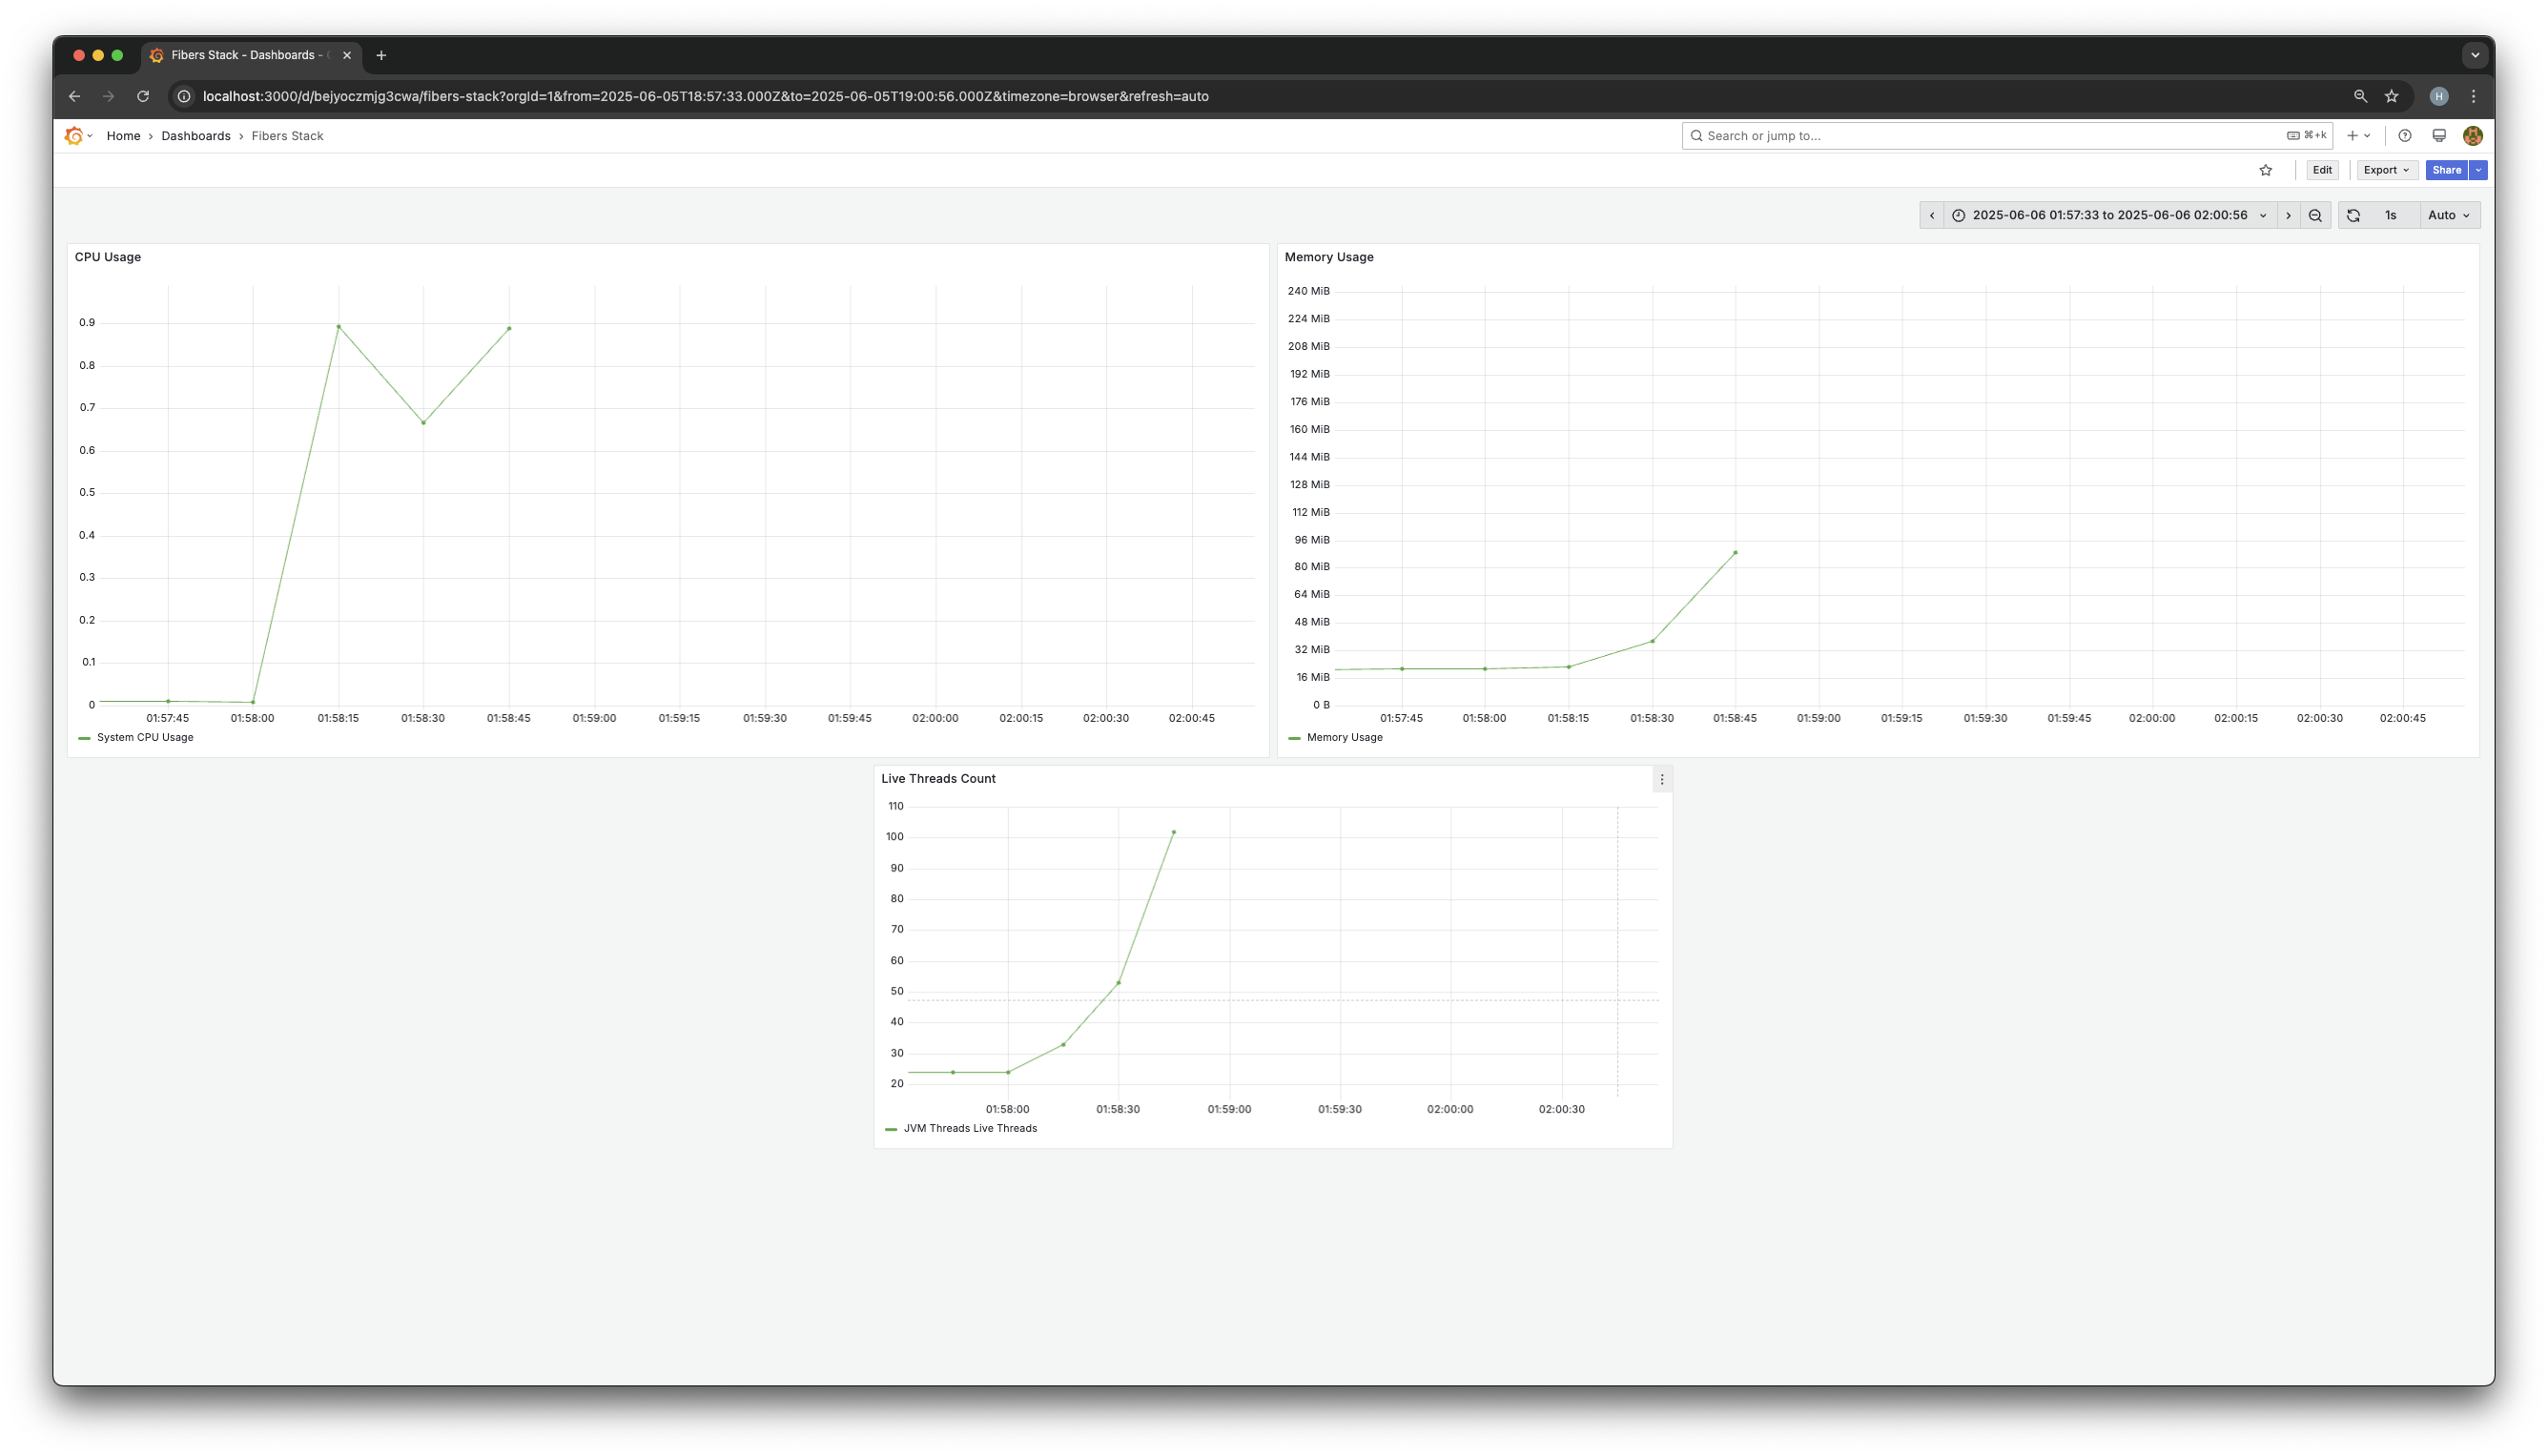 Fibers Stack - Dashboards -
localhost:3000/d/bejyoczmjg3cwa/fibers-stack?orgId=1&from=2025-06-05T18:57:33.000Z&to=2025-06-05T19:00:56.000Z&timezone=browser&refresh=auto
H
Home › Dashboards › Fibers Stack
Search or jump to...
⌘+k
Edit
Export
Share
2025-06-06 01:57:33 to 2025-06-06 02:00:56
1s
Auto
CPU Usage
0.9
0.8
0.7
0.6
0.5
0.4
0.3
0.2
0.1
0
01:57:45 01:58:00 01:58:15 01:58:30 01:58:45 01:59:00 01:59:15 01:59:30 01:59:45 02:00:00 02:00:15 02:00:30 02:00:45
System CPU Usage
Memory Usage
240 MiB
224 MiB
208 MiB
192 MiB
176 MiB
160 MiB
144 MiB
128 MiB
112 MiB
96 MiB
80 MiB
64 MiB
48 MiB
32 MiB
16 MiB
0 B
01:57:45 01:58:00 01:58:15 01:58:30 01:58:45 01:59:00 01:59:15 01:59:30 01:59:45 02:00:00 02:00:15 02:00:30 02:00:45
Memory Usage
Live Threads Count
110
100
90
80
70
60
50
40
30
20
01:58:00 01:58:30 01:59:00 01:59:30 02:00:00 02:00:30
JVM Threads Live Threads